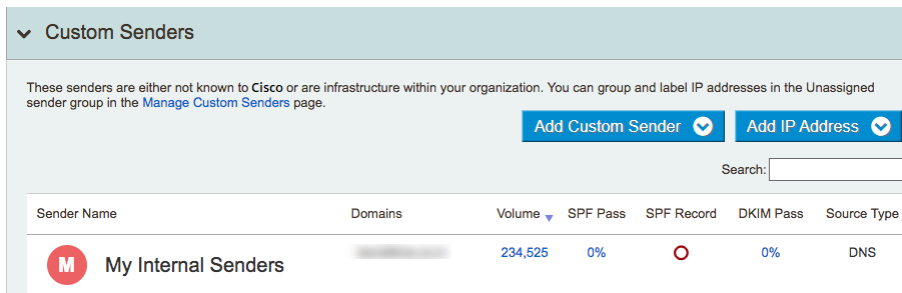 Custom Senders
These senders are either not known to Cisco or are infrastructure within your organization. You can group and label IP addresses in the Unassigned
sender group in the Manage Custom Senders page.
Add Custom Sender Add IP Address
Search:
Sender Name Domains Volume SPF Pass SPF Record DKIM Pass Source Type
M My Internal Senders 234,525 0% 0% DNS